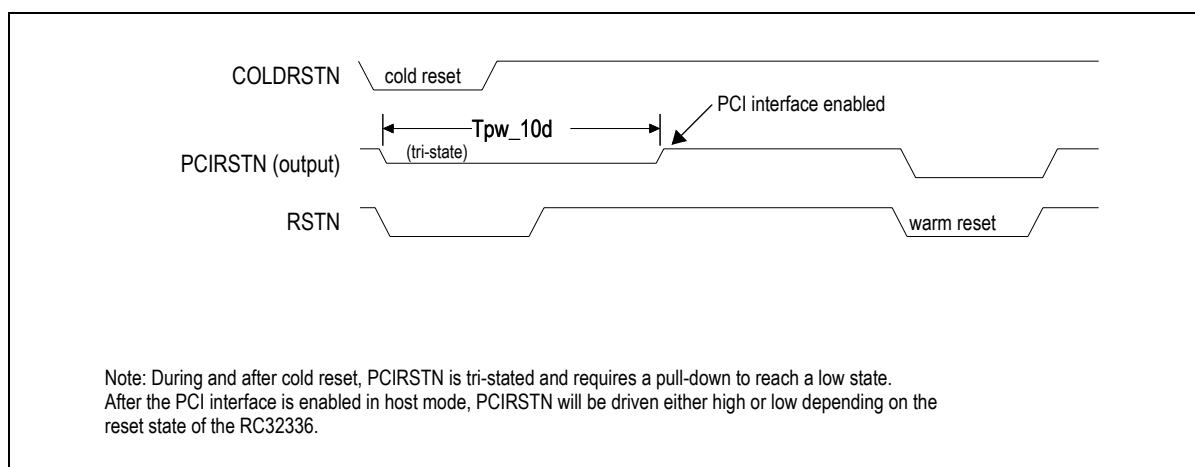 COLDRSTN
cold reset
PCI interface enabled
Tpw_10d
(tri-state)
PCIRSTN (output)
RSTN
warm reset
Note: During and after cold reset, PCIRSTN is tri-stated and requires a pull-down to reach a low state.
After the PCI interface is enabled in host mode, PCIRSTN will be driven either high or low depending on the
reset state of the RC32336.